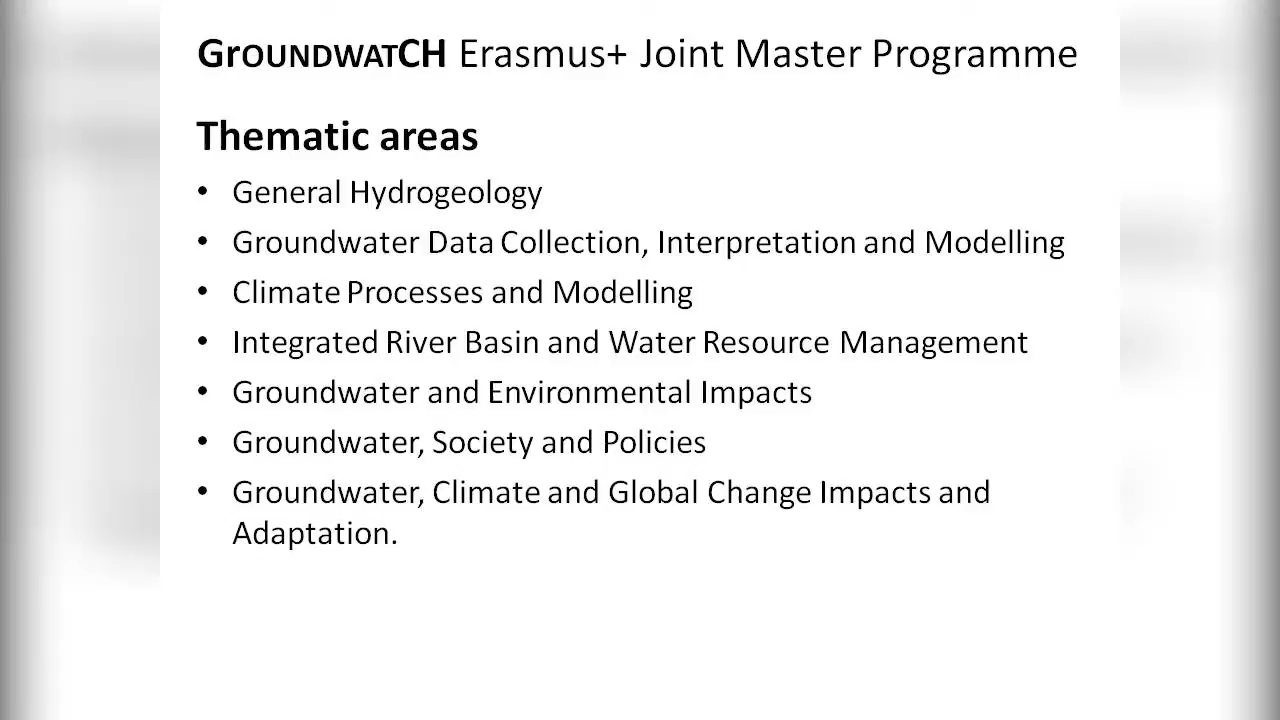 GROUNDWATCH Erasmus+ Joint Master Programme
Thematic areas
• General Hydrogeology
• Groundwater Data Collection, Interpretation and Modelling
• Climate Processes and Modelling
• Integrated River Basin and Water Resource Management
• Groundwater and Environmental Impacts
• Groundwater, Society and Policies
• Groundwater, Climate and Global Change Impacts and
Adaptation.